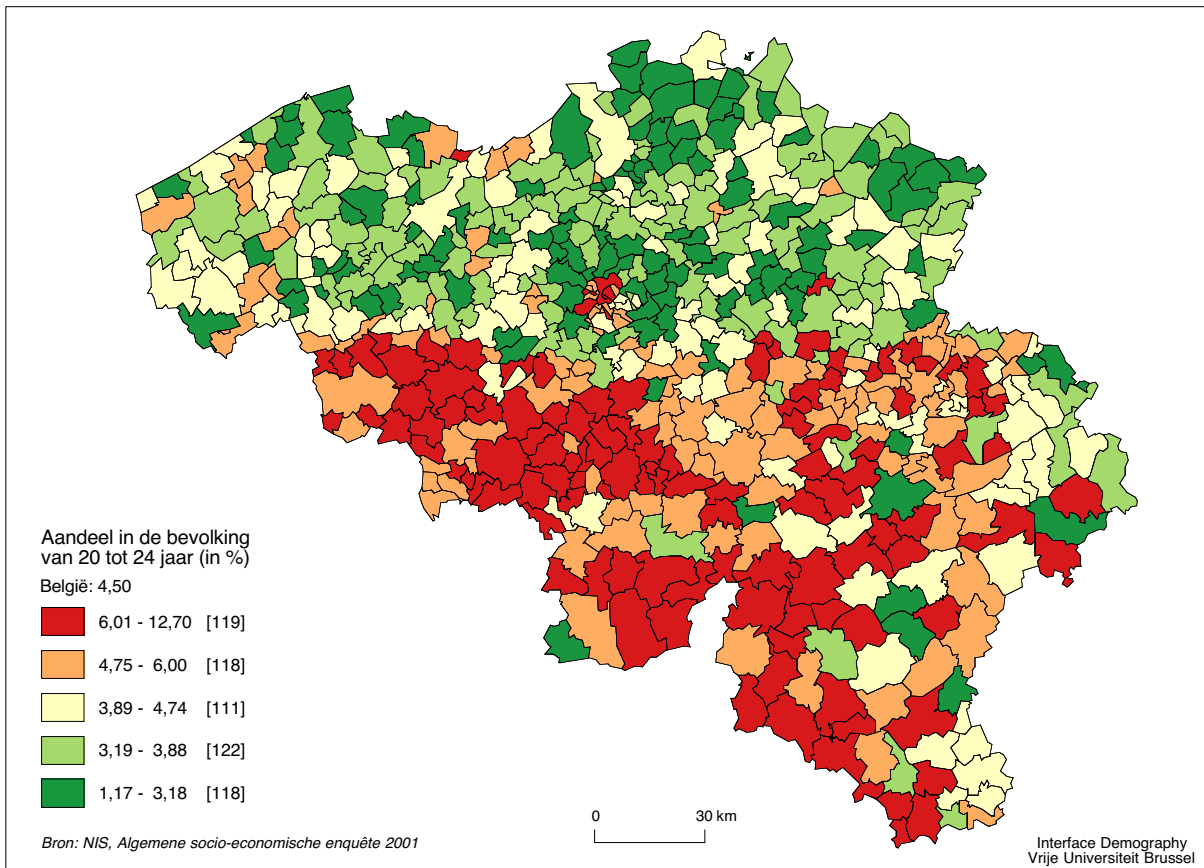 Aandeel in de bevolking
van 20 tot 24 jaar (in %)
België: 4,50
6,01 - 12,70 [119]
4,75 - 6,00 [118]
3,89 - 4,74 [111]
3,19 - 3,88 [122]
1,17 - 3,18 [118]
Bron: NIS, Algemene socio-economische enquête 2001
0 30 km
Interface Demography
Vrije Universiteit Brussel